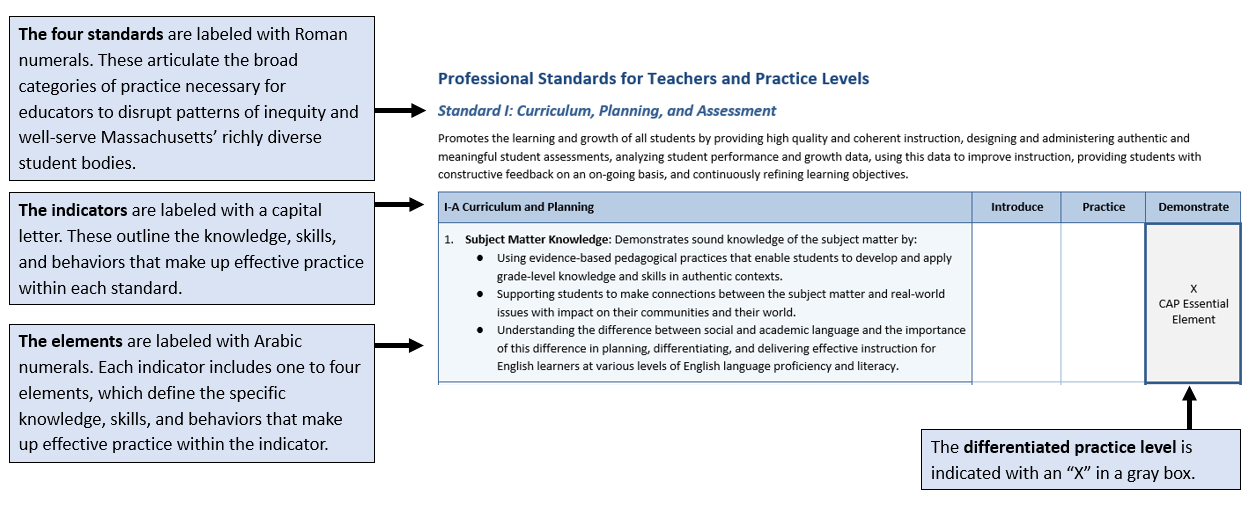 The four standards are labeled with Roman
numerals. These articulate the broad
categories of practice necessary for
educators to disrupt patterns of inequity and
well-serve Massachusetts’ richly diverse
student bodies.
The indicators are labeled with a capital
letter. These outline the knowledge, skills,
and behaviors that make up effective practice
within each standard.
The elements are labeled with Arabic
numerals. Each indicator includes one to four
elements, which define the specific
knowledge, skills, and behaviors that make
up effective practice within the indicator.
Professional Standards for Teachers and Practice Levels
Standard I: Curriculum, Planning, and Assessment
Promotes the learning and growth of all students by providing high quality and coherent instruction, designing and administering authentic and
meaningful student assessments, analyzing student performance and growth data, using this data to improve instruction, providing students with
constructive feedback on an on-going basis, and continuously refining learning objectives.
I-A Curriculum and Planning Introduce Practice Demonstrate
1. Subject Matter Knowledge: Demonstrates sound knowledge of the subject matter by:
● Using evidence-based pedagogical practices that enable students to develop and apply
grade-level knowledge and skills in authentic contexts.
● Supporting students to make connections between the subject matter and real-world
issues with impact on their communities and their world.
● Understanding the difference between social and academic language and the importance
of this difference in planning, differentiating, and delivering effective instruction for
English learners at various levels of English language proficiency and literacy.
X
CAP Essential
Element
The differentiated practice level is
indicated with an “X” in a gray box.